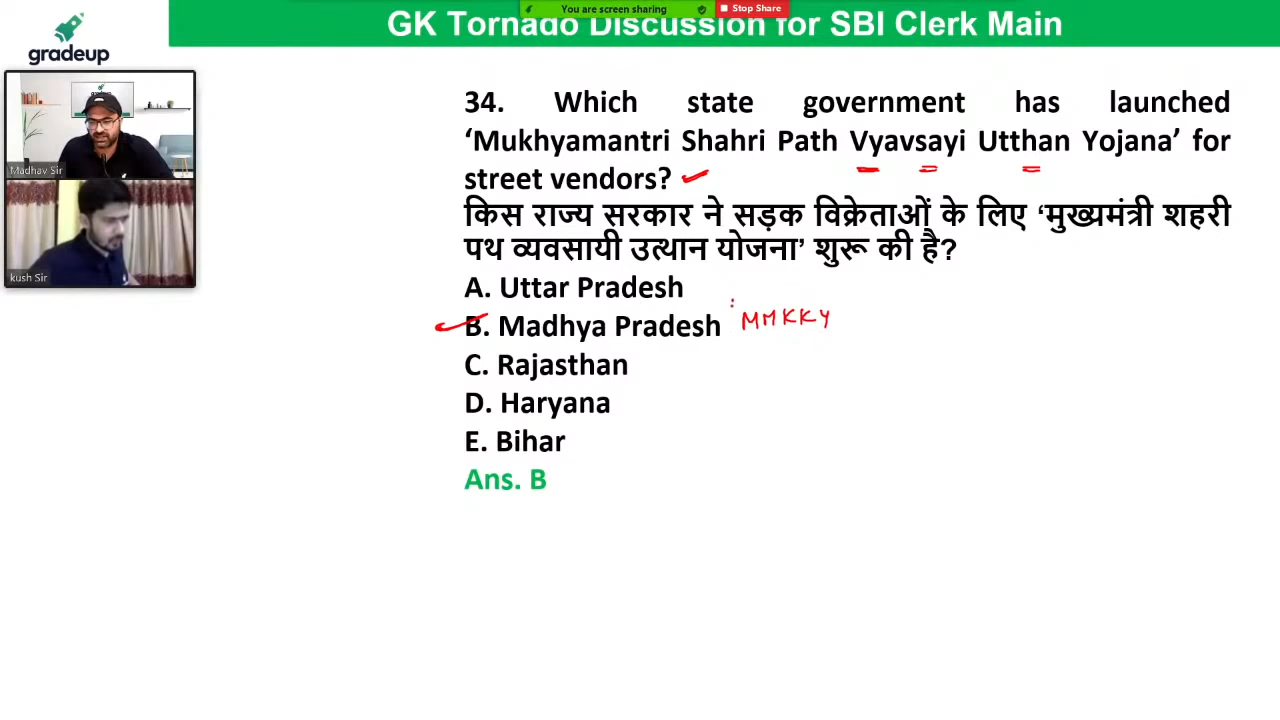 You are screen sharing
Stop Share
GK Tornado Discussion for SBI Clerk Main
gradeup
Madhav Sir
kush Sir
34. Which state government has launched
‘Mukhyamantri Shahri Path Vyavsayi Utthan Yojana’ for
street vendors?
किस राज्य सरकार ने सड़क विक्रेताओं के लिए ‘मुख्यमंत्री शहरी
पथ व्यवसायी उत्थान योजना’ शुरू की है?
A. Uttar Pradesh
B. Madhya Pradesh MMKKY
C. Rajasthan
D. Haryana
E. Bihar
Ans. B